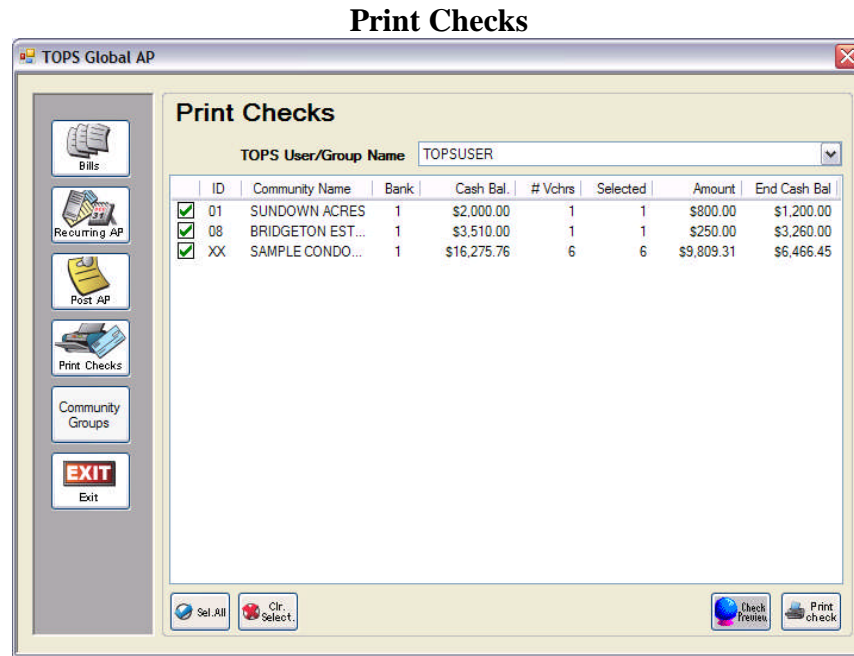 Print Checks
TOPS Global AP
Print Checks
TOPS User/Group Name TOPSUSER
ID Community Name Bank Cash Bal. # Vchrs Selected Amount End Cash Bal
01 SUNDOWN ACRES 1 $2,000.00 1 1 $800.00 $1,200.00
08 BRIDGETON EST... 1 $3,510.00 1 1 $250.00 $3,260.00
XX SAMPLE CONDO... 1 $16,275.76 6 6 $9,809.31 $6,466.45
Bills
31
Recurring AP
Post AP
Print Checks
Community
Groups
EXIT
Exit
Sel.All
Clr.
Select.
Check
Preview
Print
check